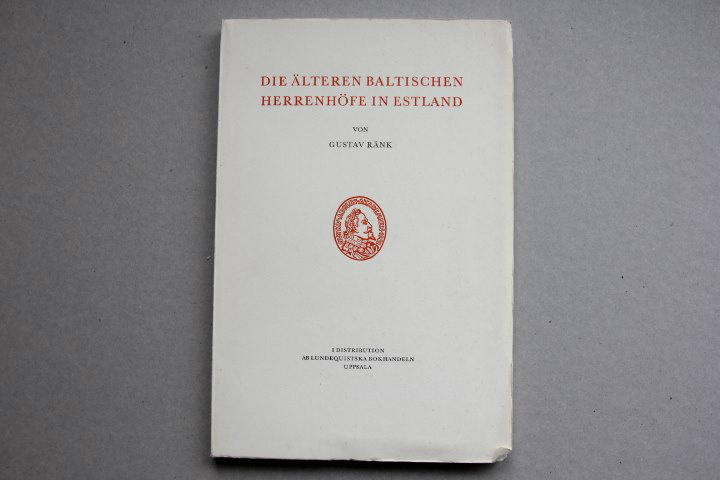 DIE ÄLTEREN BALTISCHEN
HERRENHÖFE IN ESTLAND
VON
GUSTAV RÄNK
I DISTRIBUTION
AB LUNDEQUISTSKA BOKHANDELN
UPPSALA